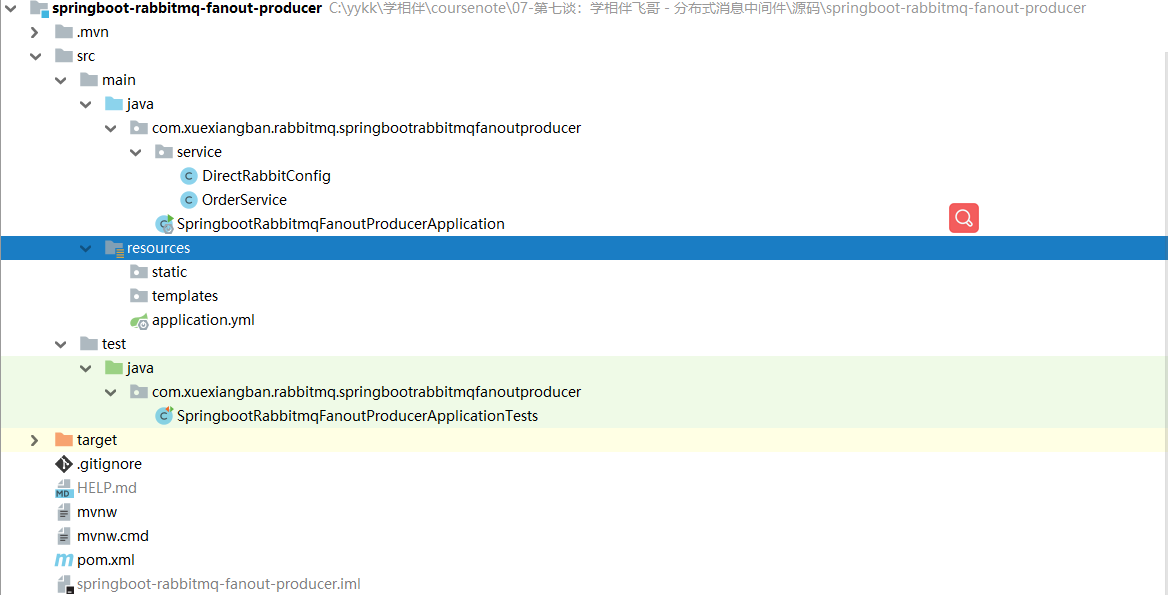 springboot-rabbitmq-fanout-producer C:\yykk\学相伴\coursenote\07-第七谈：学相伴飞哥 - 分布式消息中间件\源码\springboot-rabbitmq-fanout-producer
.mvn
src
main
java
com.xuexiangban.rabbitmq.springbootrabbitmqfanoutproducer
service
C DirectRabbitConfig
C OrderService
C SpringbootRabbitmqFanoutProducerApplication
resources
static
templates
application.yml
test
java
com.xuexiangban.rabbitmq.springbootrabbitmqfanoutproducer
C SpringbootRabbitmqFanoutProducerApplicationTests
target
.gitignore
MD HELP.md
mvnw
mvnw.cmd
m pom.xml
springboot-rabbitmq-fanout-producer.iml